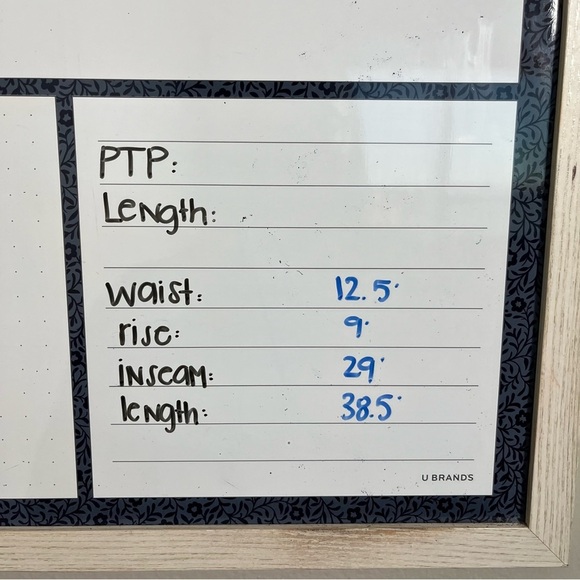 PTP:
Length:
waist: 12.5'
rise: 9'
inseam: 29'
length: 38.5'
U BRANDS